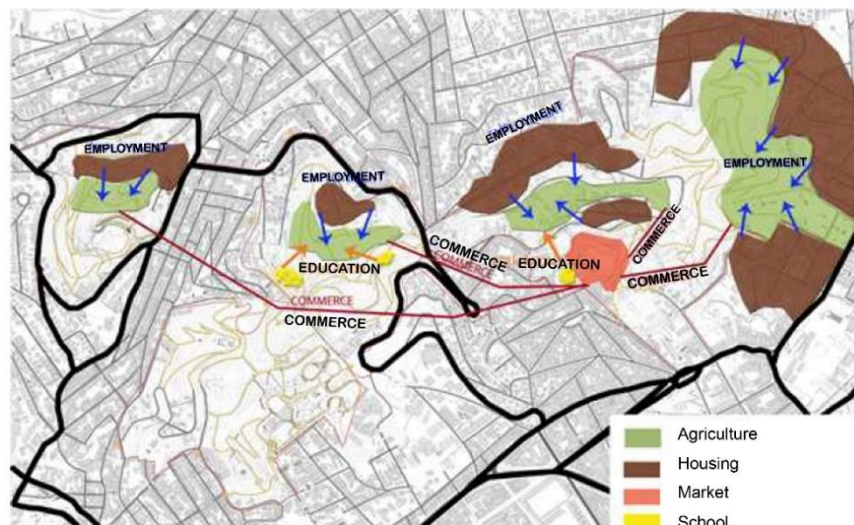 EMPLOYMENT
EMPLOYMENT
EMPLOYMENT
EMPLOYMENT
COMMERCE
COMMERCE
COMMERCE
EDUCATION
EDUCATION
COMMERCE
COMMERCE
COMMERCE
Agriculture
Housing
Market
School